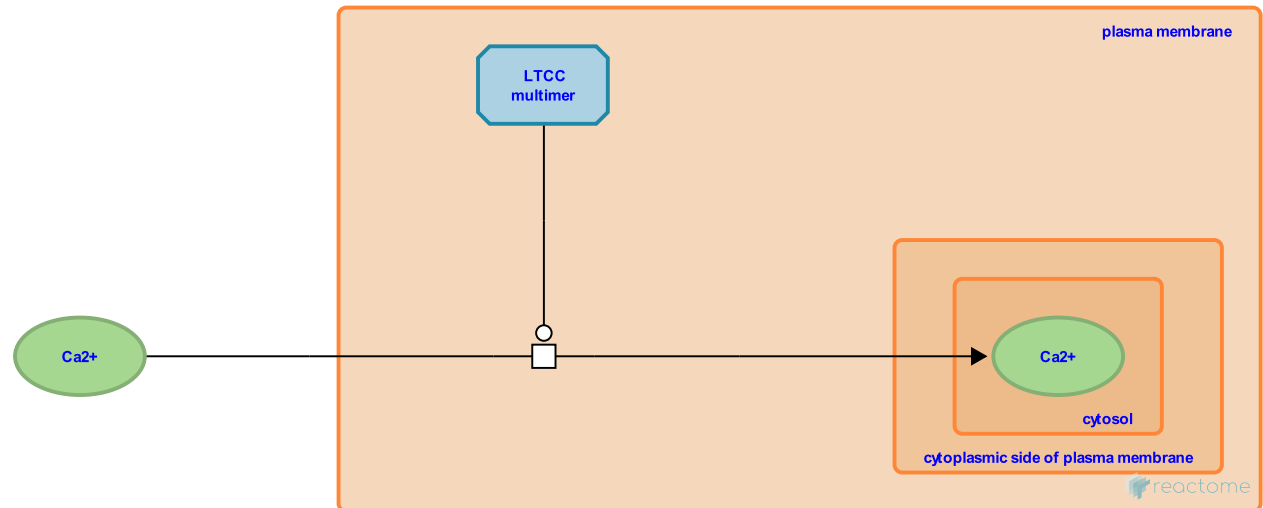 plasma membrane
LTCC
multimer
Ca2+
Ca2+
cytosol
cytoplasmic side of plasma membrane
reactome